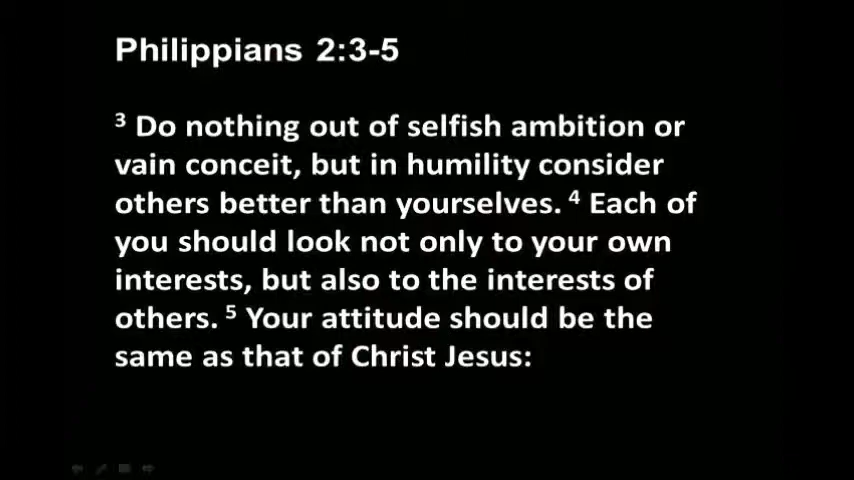 Philippians 2:3-5
³ Do nothing out of selfish ambition or
vain conceit, but in humility consider
others better than yourselves. ⁴ Each of
you should look not only to your own
interests, but also to the interests of
others. ⁵ Your attitude should be the
same as that of Christ Jesus: